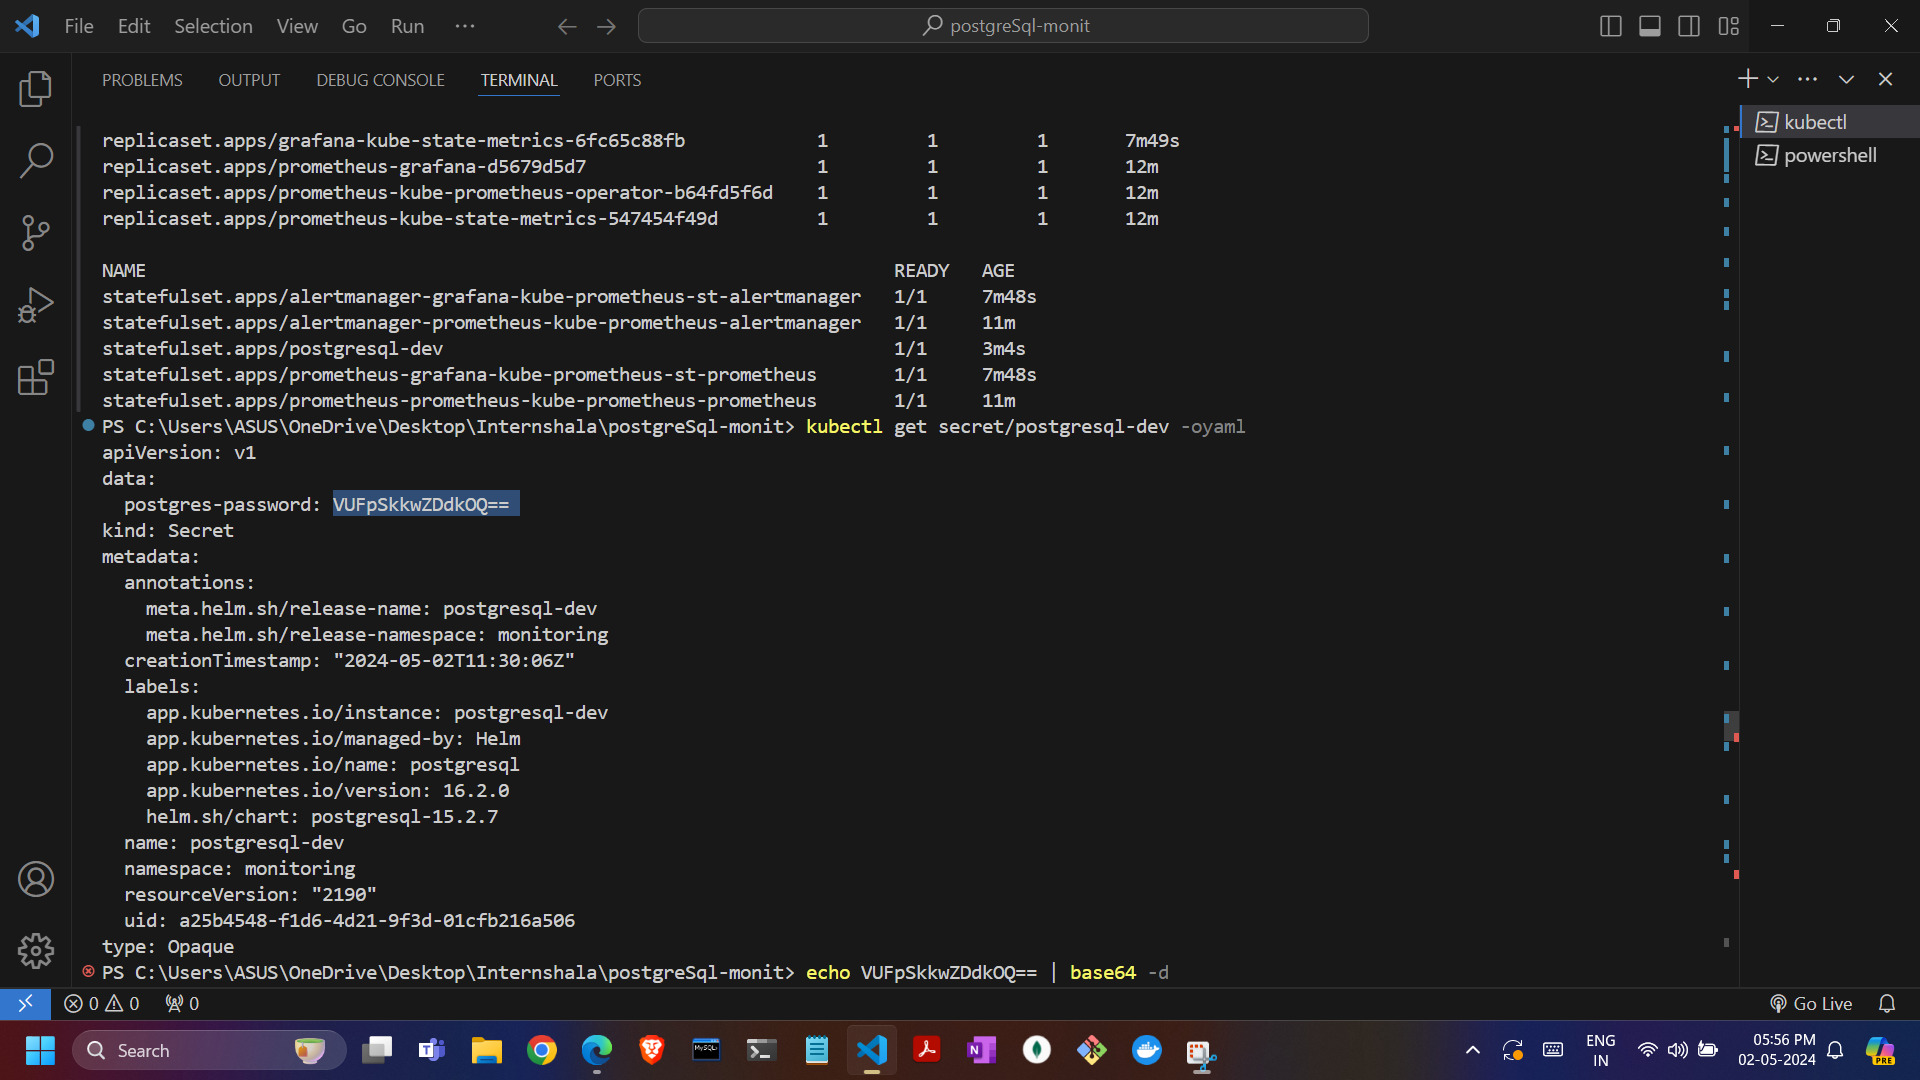 File Edit Selection View Go Run ··· postgreSql-monit
PROBLEMS OUTPUT DEBUG CONSOLE TERMINAL PORTS
kubectl
powershell
replicaset.apps/grafana-kube-state-metrics-6fc65c88fb 1 1 1 7m49s
replicaset.apps/prometheus-grafana-d5679d5d7 1 1 1 12m
replicaset.apps/prometheus-kube-prometheus-operator-b64fd5f6d 1 1 1 12m
replicaset.apps/prometheus-kube-state-metrics-547454f49d 1 1 1 12m
NAME READY AGE
statefulset.apps/alertmanager-grafana-kube-prometheus-st-alertmanager 1/1 7m48s
statefulset.apps/alertmanager-prometheus-kube-prometheus-alertmanager 1/1 11m
statefulset.apps/postgresql-dev 1/1 3m4s
statefulset.apps/prometheus-grafana-kube-prometheus-st-prometheus 1/1 7m48s
statefulset.apps/prometheus-prometheus-kube-prometheus-prometheus 1/1 11m
PS C:\Users\ASUS\OneDrive\Desktop\Internshala\postgreSql-monit> kubectl get secret/postgresql-dev -oyaml
apiVersion: v1
data:
postgres-password: VUFpSkkwZDdkOQ==
kind: Secret
metadata:
annotations:
meta.helm.sh/release-name: postgresql-dev
meta.helm.sh/release-namespace: monitoring
creationTimestamp: "2024-05-02T11:30:06Z"
labels:
app.kubernetes.io/instance: postgresql-dev
app.kubernetes.io/managed-by: Helm
app.kubernetes.io/name: postgresql
app.kubernetes.io/version: 16.2.0
helm.sh/chart: postgresql-15.2.7
name: postgresql-dev
namespace: monitoring
resourceVersion: "2190"
uid: a25b4548-f1d6-4d21-9f3d-01cfb216a506
type: Opaque
PS C:\Users\ASUS\OneDrive\Desktop\Internshala\postgreSql-monit> echo VUFpSkkwZDdkOQ== | base64 -d
0 0 0 Go Live
Search MySQL ENG 05:56 PM
IN 02-05-2024 PRE